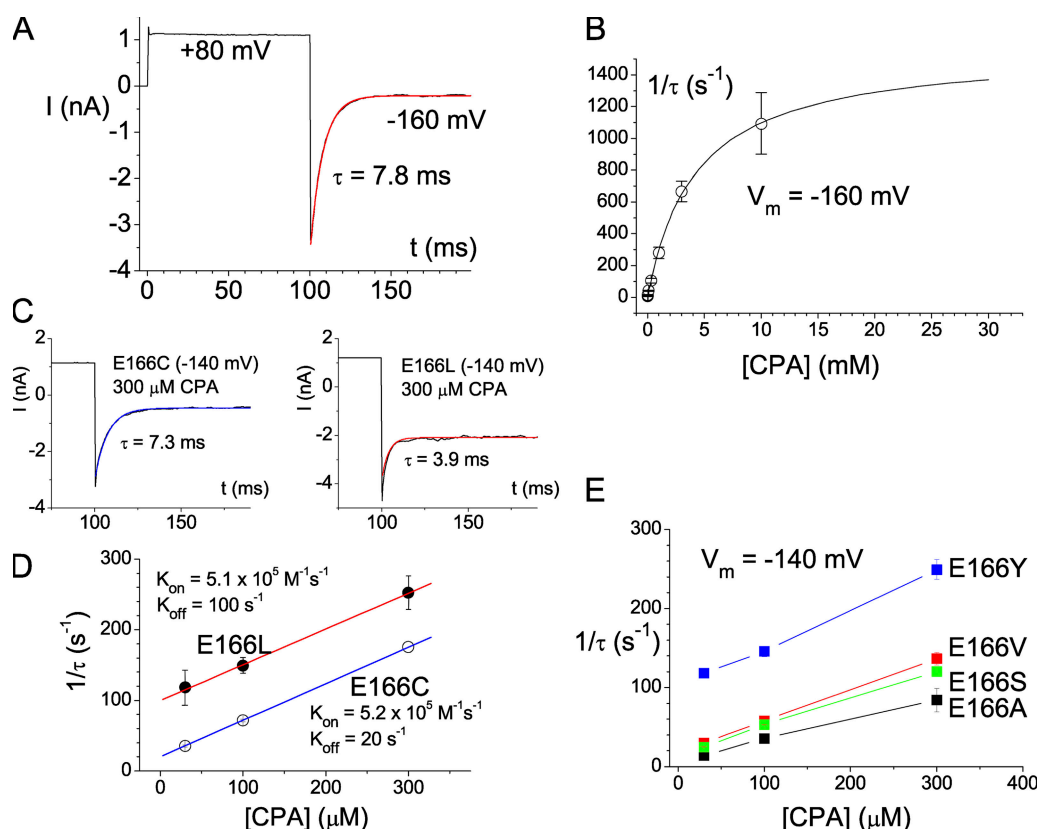 A
1
0
-1
-2
-3
-4
I (nA)
+80 mV
-160 mV
τ = 7.8 ms
t (ms)
0
50
100
150
B
1400
1200
1000
800
600
400
200
0
1/τ (s⁻¹)
Vₘ = -160 mV
0
5
10
15
20
25
30
[CPA] (mM)
C
2
0
-2
-4
I (nA)
E166C (-140 mV)
300 μM CPA
τ = 7.3 ms
t (ms)
100
150
2
0
-2
-4
I (nA)
E166L (-140 mV)
300 μM CPA
τ = 3.9 ms
t (ms)
100
150
D
300
200
100
0
1/τ (s⁻¹)
Kₒₙ = 5.1 x 10⁵ M⁻¹s⁻¹
K_off = 100 s⁻¹
E166L
E166C
Kₒₙ = 5.2 x 10⁵ M⁻¹s⁻¹
K_off = 20 s⁻¹
0
100
200
300
[CPA] (μM)
E
300
200
100
0
1/τ (s⁻¹)
Vₘ = -140 mV
E166Y
E166V
E166S
E166A
0
100
200
300
400
[CPA] (μM)